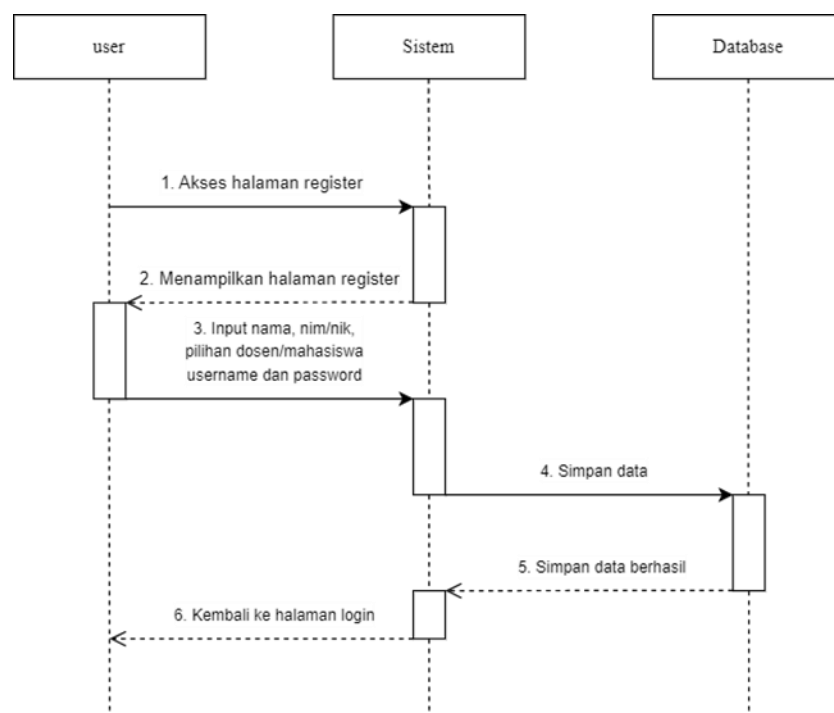 user
Sistem
Database
1. Akses halaman register
2. Menampilkan halaman register
3. Input nama, nim/nik,
pilihan dosen/mahasiswa
username dan password
4. Simpan data
5. Simpan data berhasil
6. Kembali ke halaman login